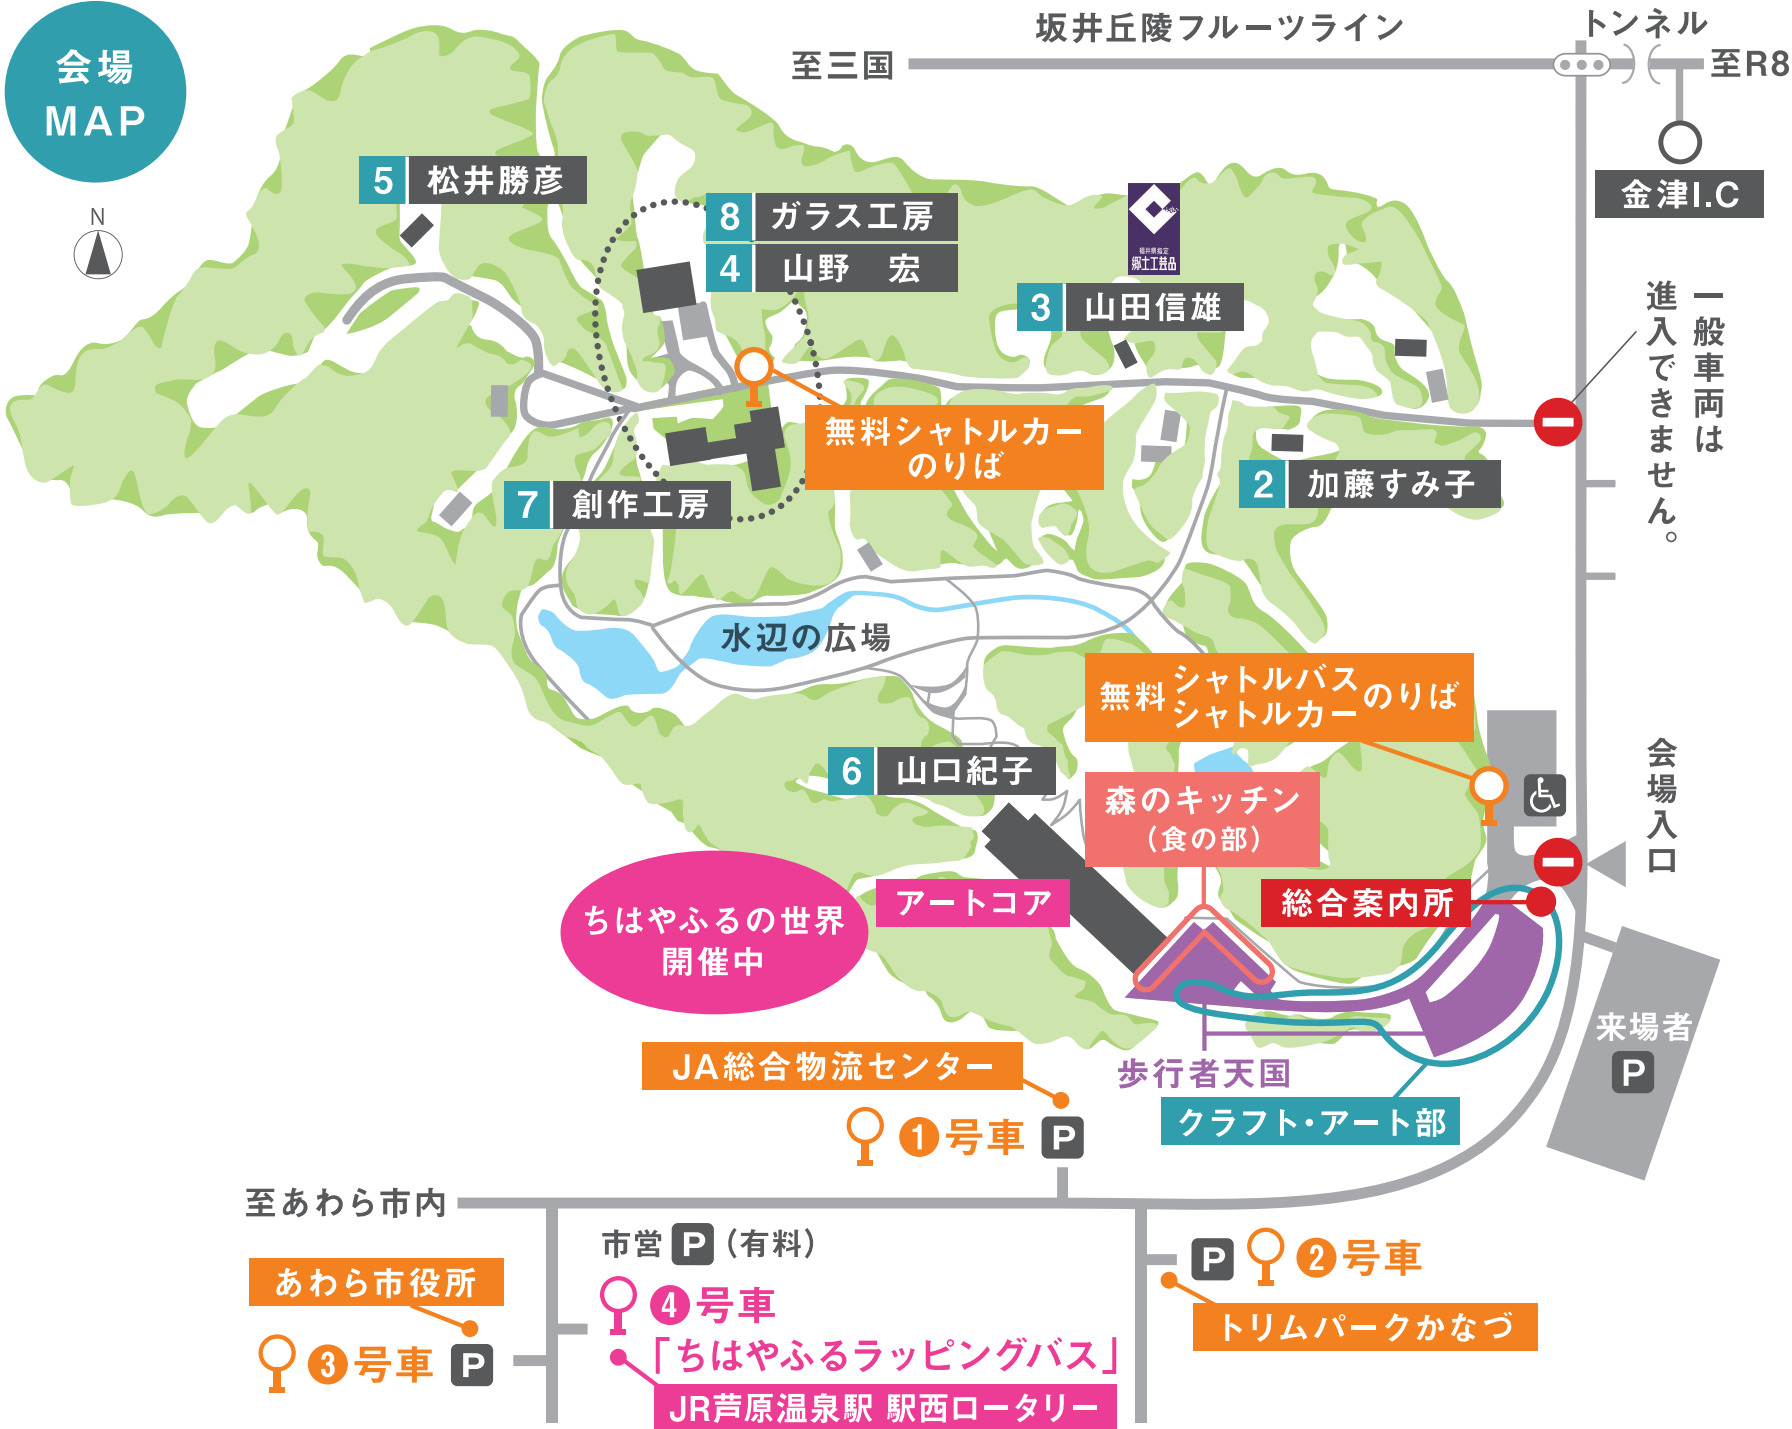 会場
MAP
N
坂井丘陵フルーツライン
トンネル
至三国
至R8
金津I.C
5 松井勝彦
8 ガラス工房
4 山野　宏
福井県指定
郷土工芸品
3 山田信雄
一般車両は
進入できません。
無料シャトルカー
のりば
2 加藤すみ子
7 創作工房
水辺の広場
無料 シャトルバス
シャトルカー のりば
会場入口
6 山口紀子
森のキッチン
（食の部）
アートコア
総合案内所
ちはやふるの世界
開催中
来場者
P
歩行者天国
クラフト・アート部
JA総合物流センター
1号車 P
至あわら市内
市営 P （有料）
P 2号車
トリムパークかなづ
あわら市役所
3号車 P
4号車
「ちはやふるラッピングバス」
JR芦原温泉駅 駅西ロータリー